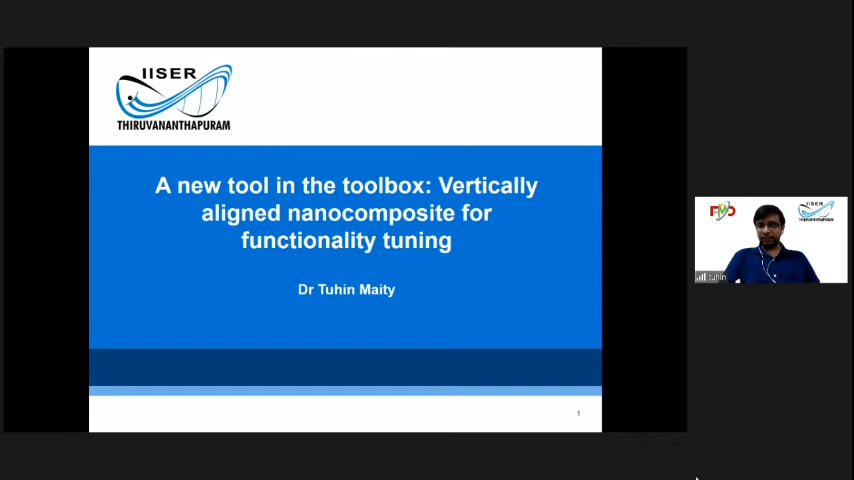 IISER
THIRUVANANTHAPURAM
A new tool in the toolbox: Vertically
aligned nanocomposite for
functionality tuning
Dr Tuhin Maity
1
IISER
tuhin